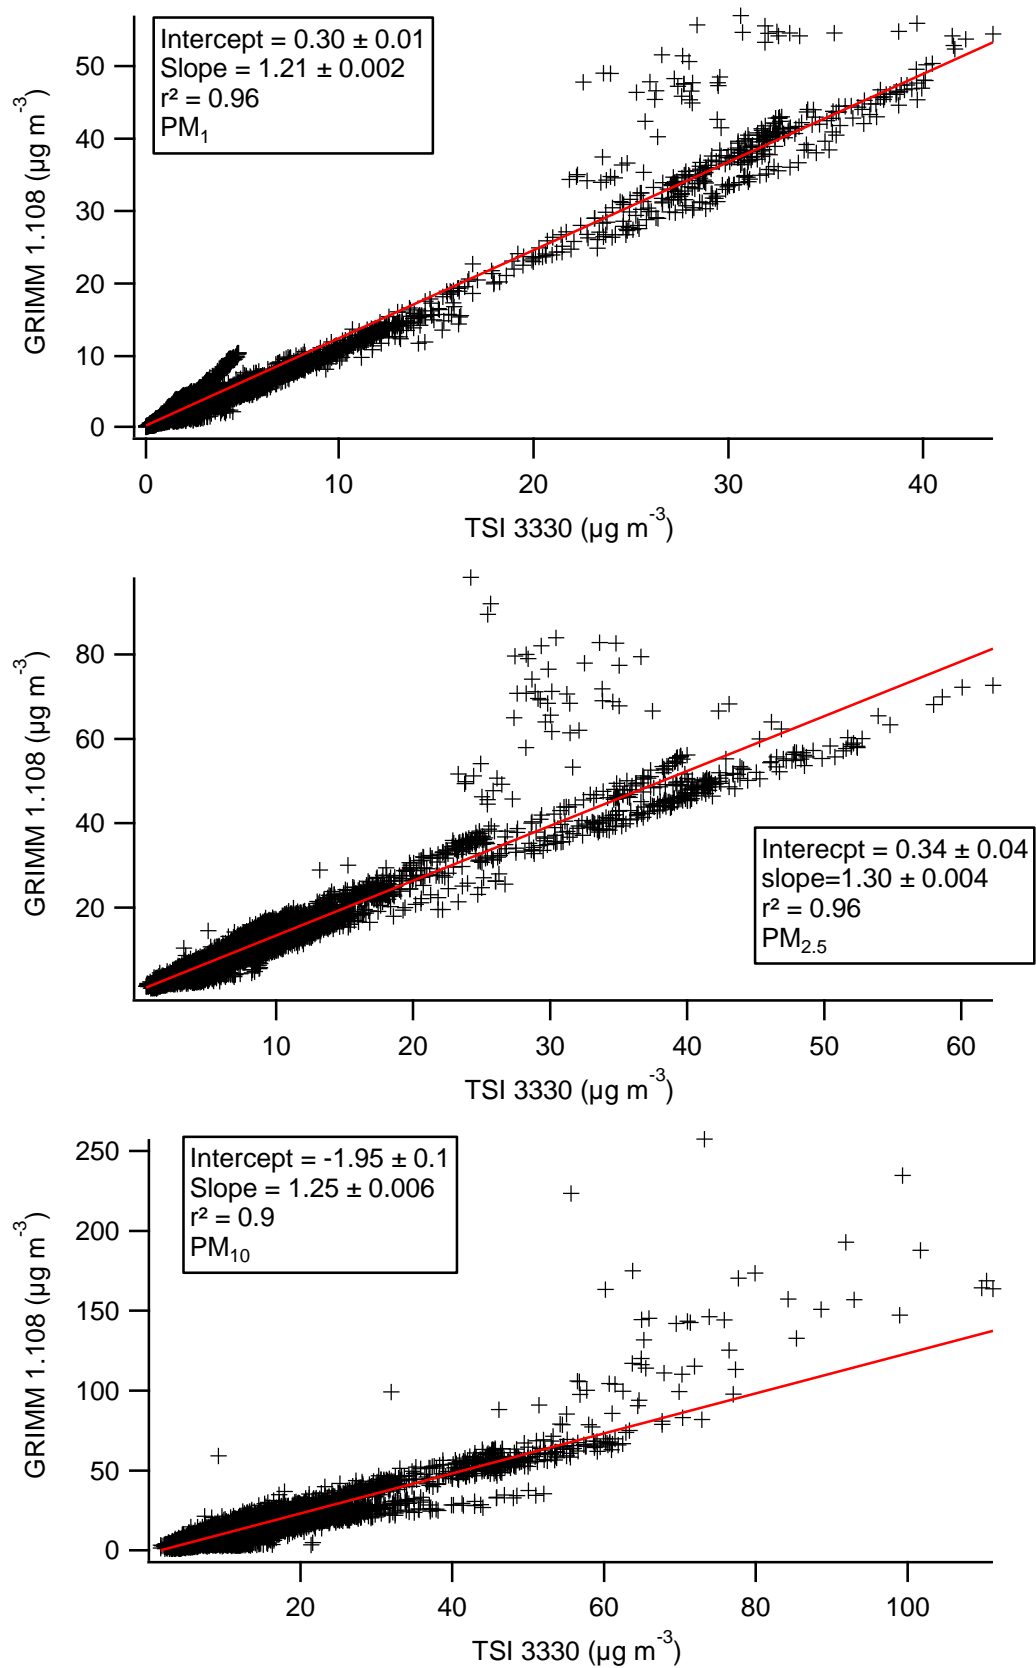 Intercept = 0.30 ± 0.01
Slope = 1.21 ± 0.002
r² = 0.96
PM₁
GRIMM 1.108 (µg m⁻³)
50
40
30
20
10
0
0 10 20 30 40
TSI 3330 (µg m⁻³)
GRIMM 1.108 (µg m⁻³)
80
60
40
20
Interecpt = 0.34 ± 0.04
slope=1.30 ± 0.004
r² = 0.96
PM₂.₅
10 20 30 40 50 60
TSI 3330 (µg m⁻³)
Intercept = -1.95 ± 0.1
Slope = 1.25 ± 0.006
r² = 0.9
PM₁₀
GRIMM 1.108 (µg m⁻³)
250
200
150
100
50
0
20 40 60 80 100
TSI 3330 (µg m⁻³)